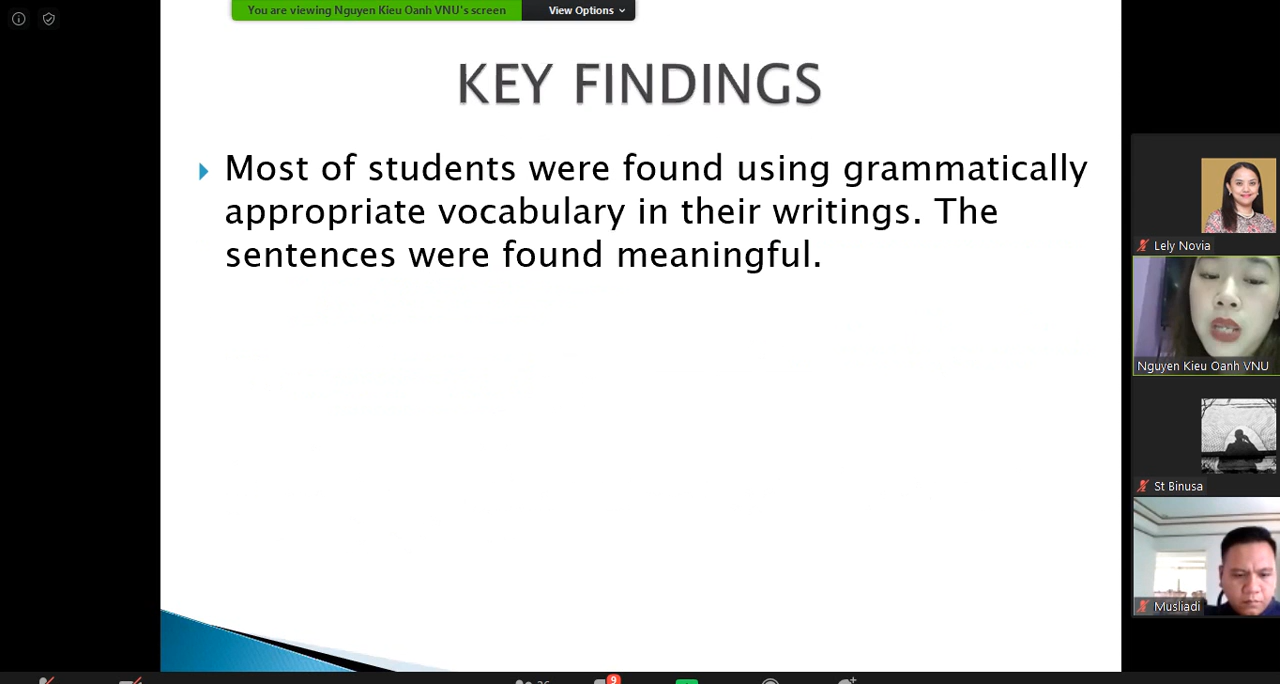 You are viewing Nguyen Kieu Oanh VNU's screen
View Options
KEY FINDINGS
Most of students were found using grammatically
appropriate vocabulary in their writings. The
sentences were found meaningful.
Lely Novia
Nguyen Kieu Oanh VNU
St Binusa
Musliadi
9